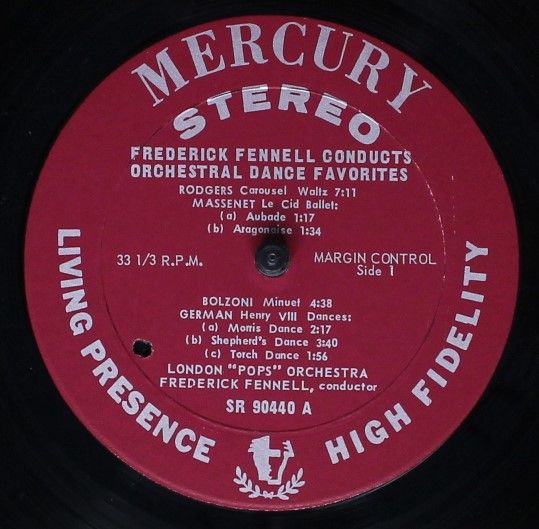 MERCURY
STEREO
FREDERICK FENNELL CONDUCTS
ORCHESTRAL DANCE FAVORITES
RODGERS Carousel Waltz 7:11
MASSENET Le Cid Ballet:
(a) Aubade 1:17
(b) Aragonaise 1:34
33 1/3 R.P.M.
MARGIN CONTROL
Side 1
BOLZONI Minuet 4:38
GERMAN Henry VIII Dances:
(a) Morris Dance 2:17
(b) Shepherd's Dance 3:40
(c) Torch Dance 1:56
LONDON "POPS" ORCHESTRA
FREDERICK FENNELL, conductor
SR 90440 A
LIVING PRESENCE
HIGH FIDELITY